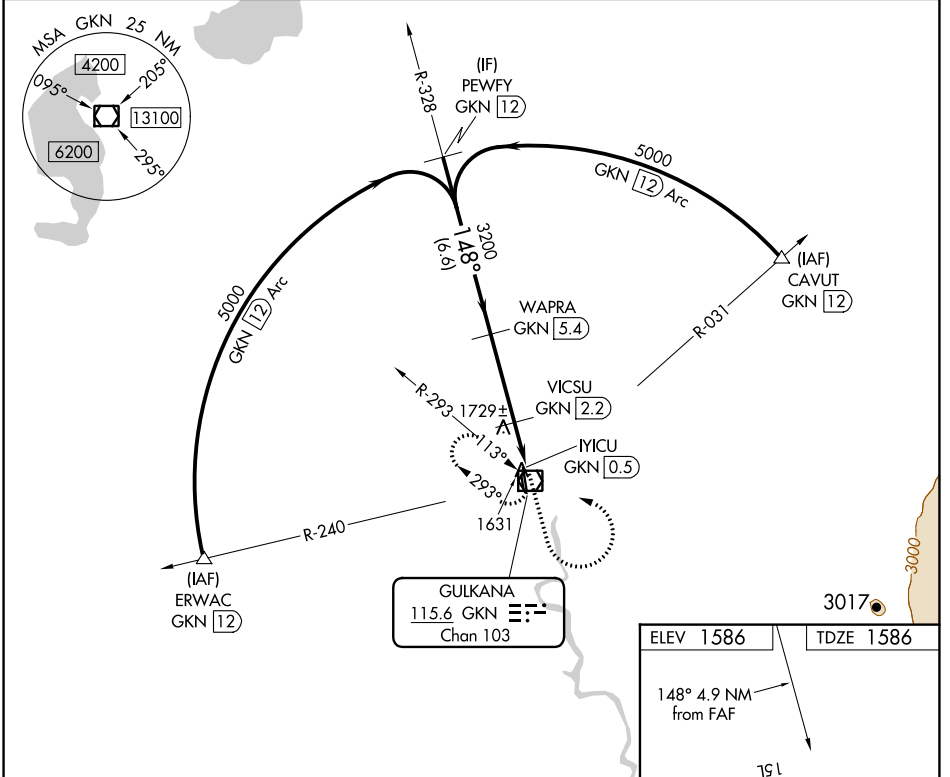 MSA GKN 25 NM
4200
095°
205°
13100
6200
295°
R-328
(IF)
PEWFY
GKN 12
5000
GKN 12 Arc
5000
GKN 12 Arc
3200
148°
(6.6)
(IAF)
CAVUT
GKN 12
R-031
WAPRA
GKN 5.4
VICSU
GKN 2.2
R-293
1729±
113°
293°
IYICU
GKN 0.5
1631
R-240
(IAF)
ERWAC
GKN 12
GULKANA
115.6 GKN
Chan 103
3000
3017
ELEV 1586
TDZE 1586
148° 4.9 NM
from FAF
15L